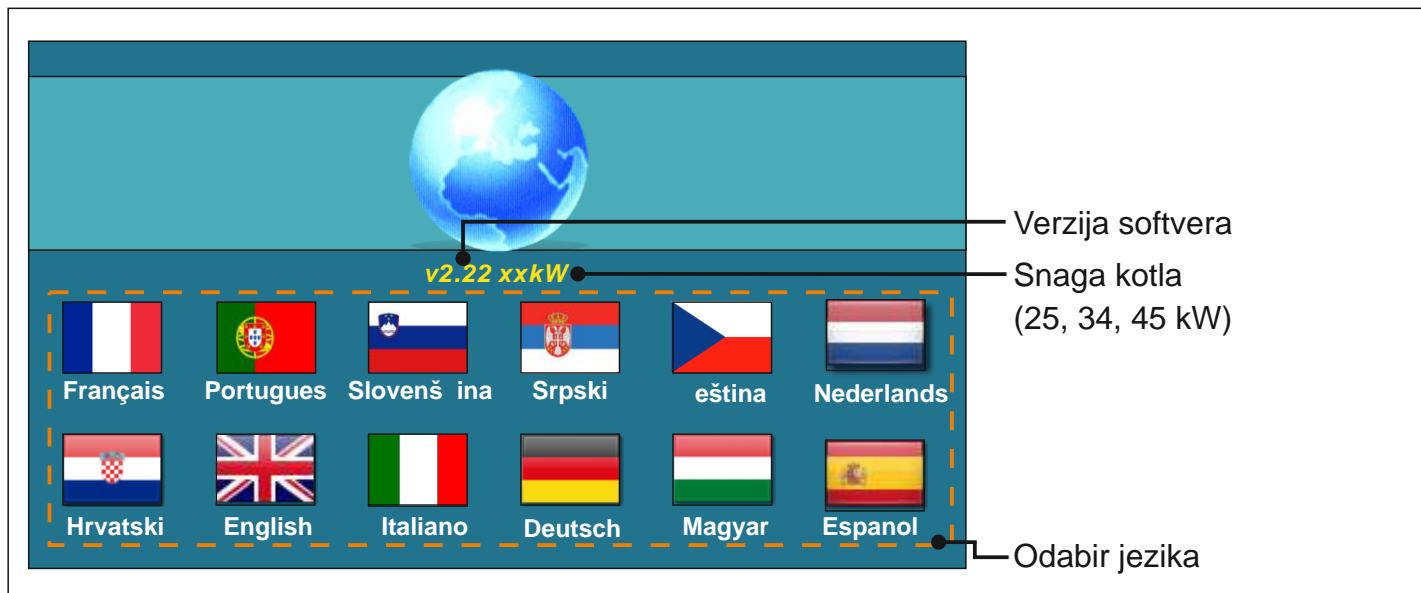 Verzija softvera
v2.22 xxkW
Snaga kotla
(25, 34, 45 kW)
Français Portugues Slovenš ina Srpski eština Nederlands
Hrvatski English Italiano Deutsch Magyar Espanol
Odabir jezika